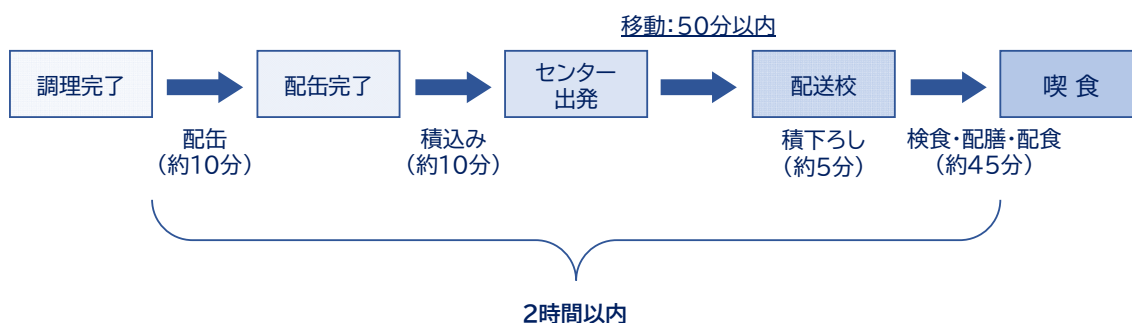 移動：50分以内
調理完了
配缶完了
センター
出発
配送校
喫 食
配缶
（約10分）
積込み
（約10分）
積下ろし
（約5分）
検食・配膳・配食
（約45分）
2時間以内